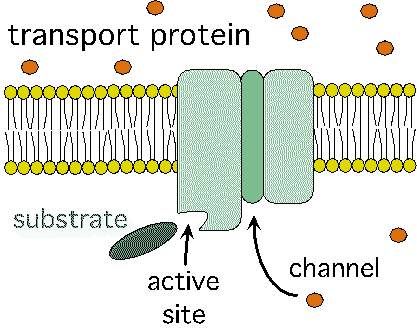 transport protein
substrate
active
site
channel